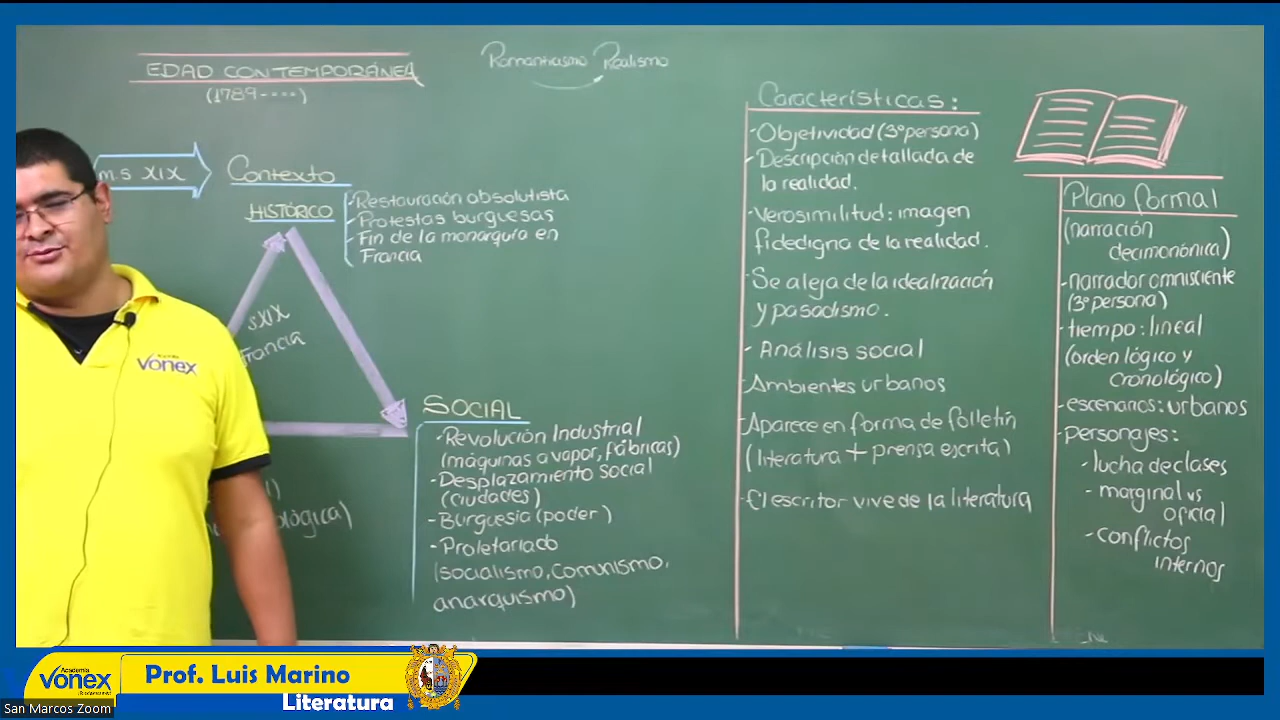 EDAD CONTEMPORÁNEA
(1789----)
Romanticismo Realismo
m.s XIX
Contexto
HISTÓRICO
-Restauración absolutista
-Protestas burguesas
-Fin de la monarquía en
Francia
s.XIX
Francia
SOCIAL
-Revolución Industrial
(máquinas a vapor, fábricas)
-Desplazamiento social
(ciudades)
-Burguesía (poder)
-Proletariado
(socialismo, comunismo,
anarquismo)
Características:
-Objetividad (3º persona)
-Descripción detallada de
la realidad.
-Verosimilitud: imagen
fidedigna de la realidad.
-Se aleja de la idealización
y pasadismo.
-Análisis social
-Ambientes urbanos
-Aparece en forma de folletín
(literatura + prensa escrita)
-El escritor vive de la literatura
Plano formal
(narración
decimonónica)
-narrador omnisciente
(3º persona)
-tiempo: lineal
(orden lógico y
cronológico)
-escenarios: urbanos
-personajes:
-lucha de clases
-marginal vs
oficial
-conflictos
internos
Vonex
Academia
VONEX
Prof. Luis Marino
Literatura
San Marcos Zoom